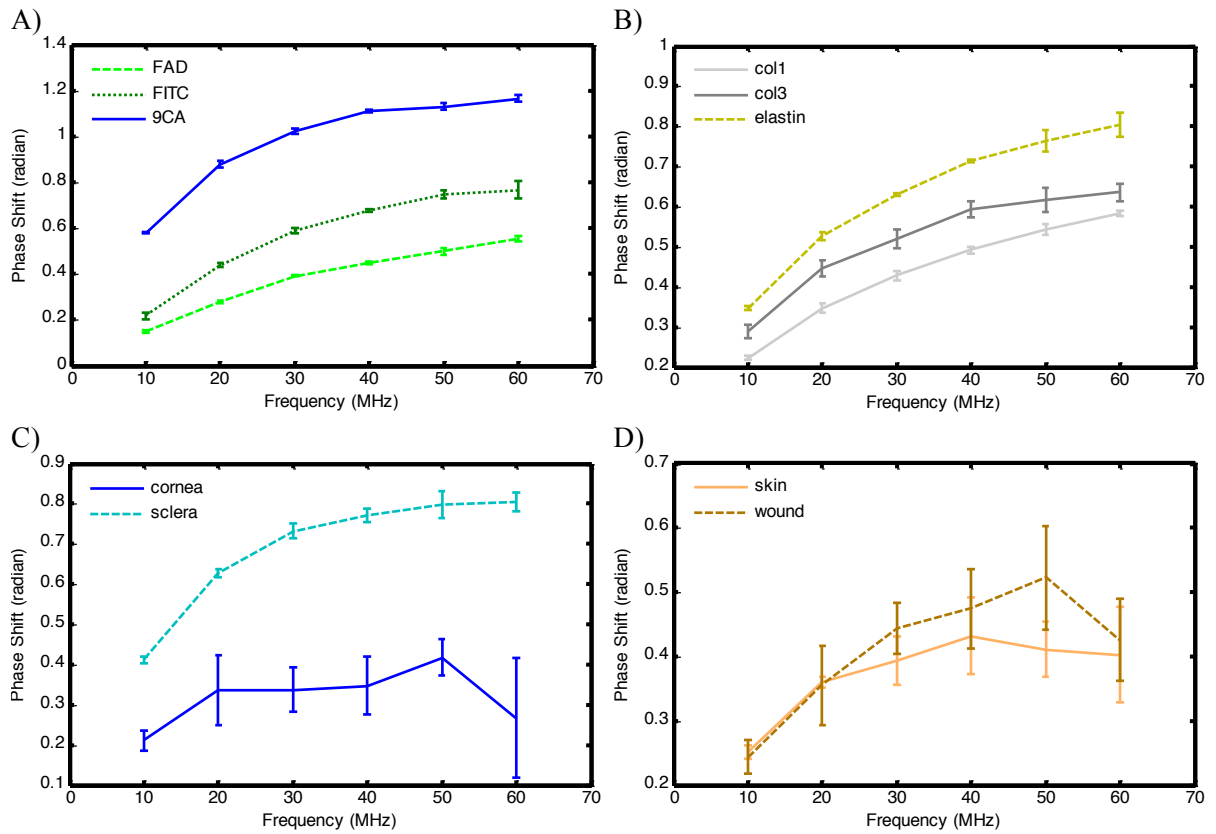 A)
1.4
1.2
1
0.8
0.6
0.4
0.2
0
FAD
FITC
9CA
Phase Shift (radian)
0 10 20 30 40 50 60 70
Frequency (MHz)
B)
1
0.9
0.8
0.7
0.6
0.5
0.4
0.3
0.2
col1
col3
elastin
Phase Shift (radian)
0 10 20 30 40 50 60 70
Frequency (MHz)
C)
0.9
0.8
0.7
0.6
0.5
0.4
0.3
0.2
0.1
cornea
sclera
Phase Shift (radian)
0 10 20 30 40 50 60 70
Frequency (MHz)
D)
0.7
0.6
0.5
0.4
0.3
0.2
skin
wound
Phase Shift (radian)
0 10 20 30 40 50 60 70
Frequency (MHz)